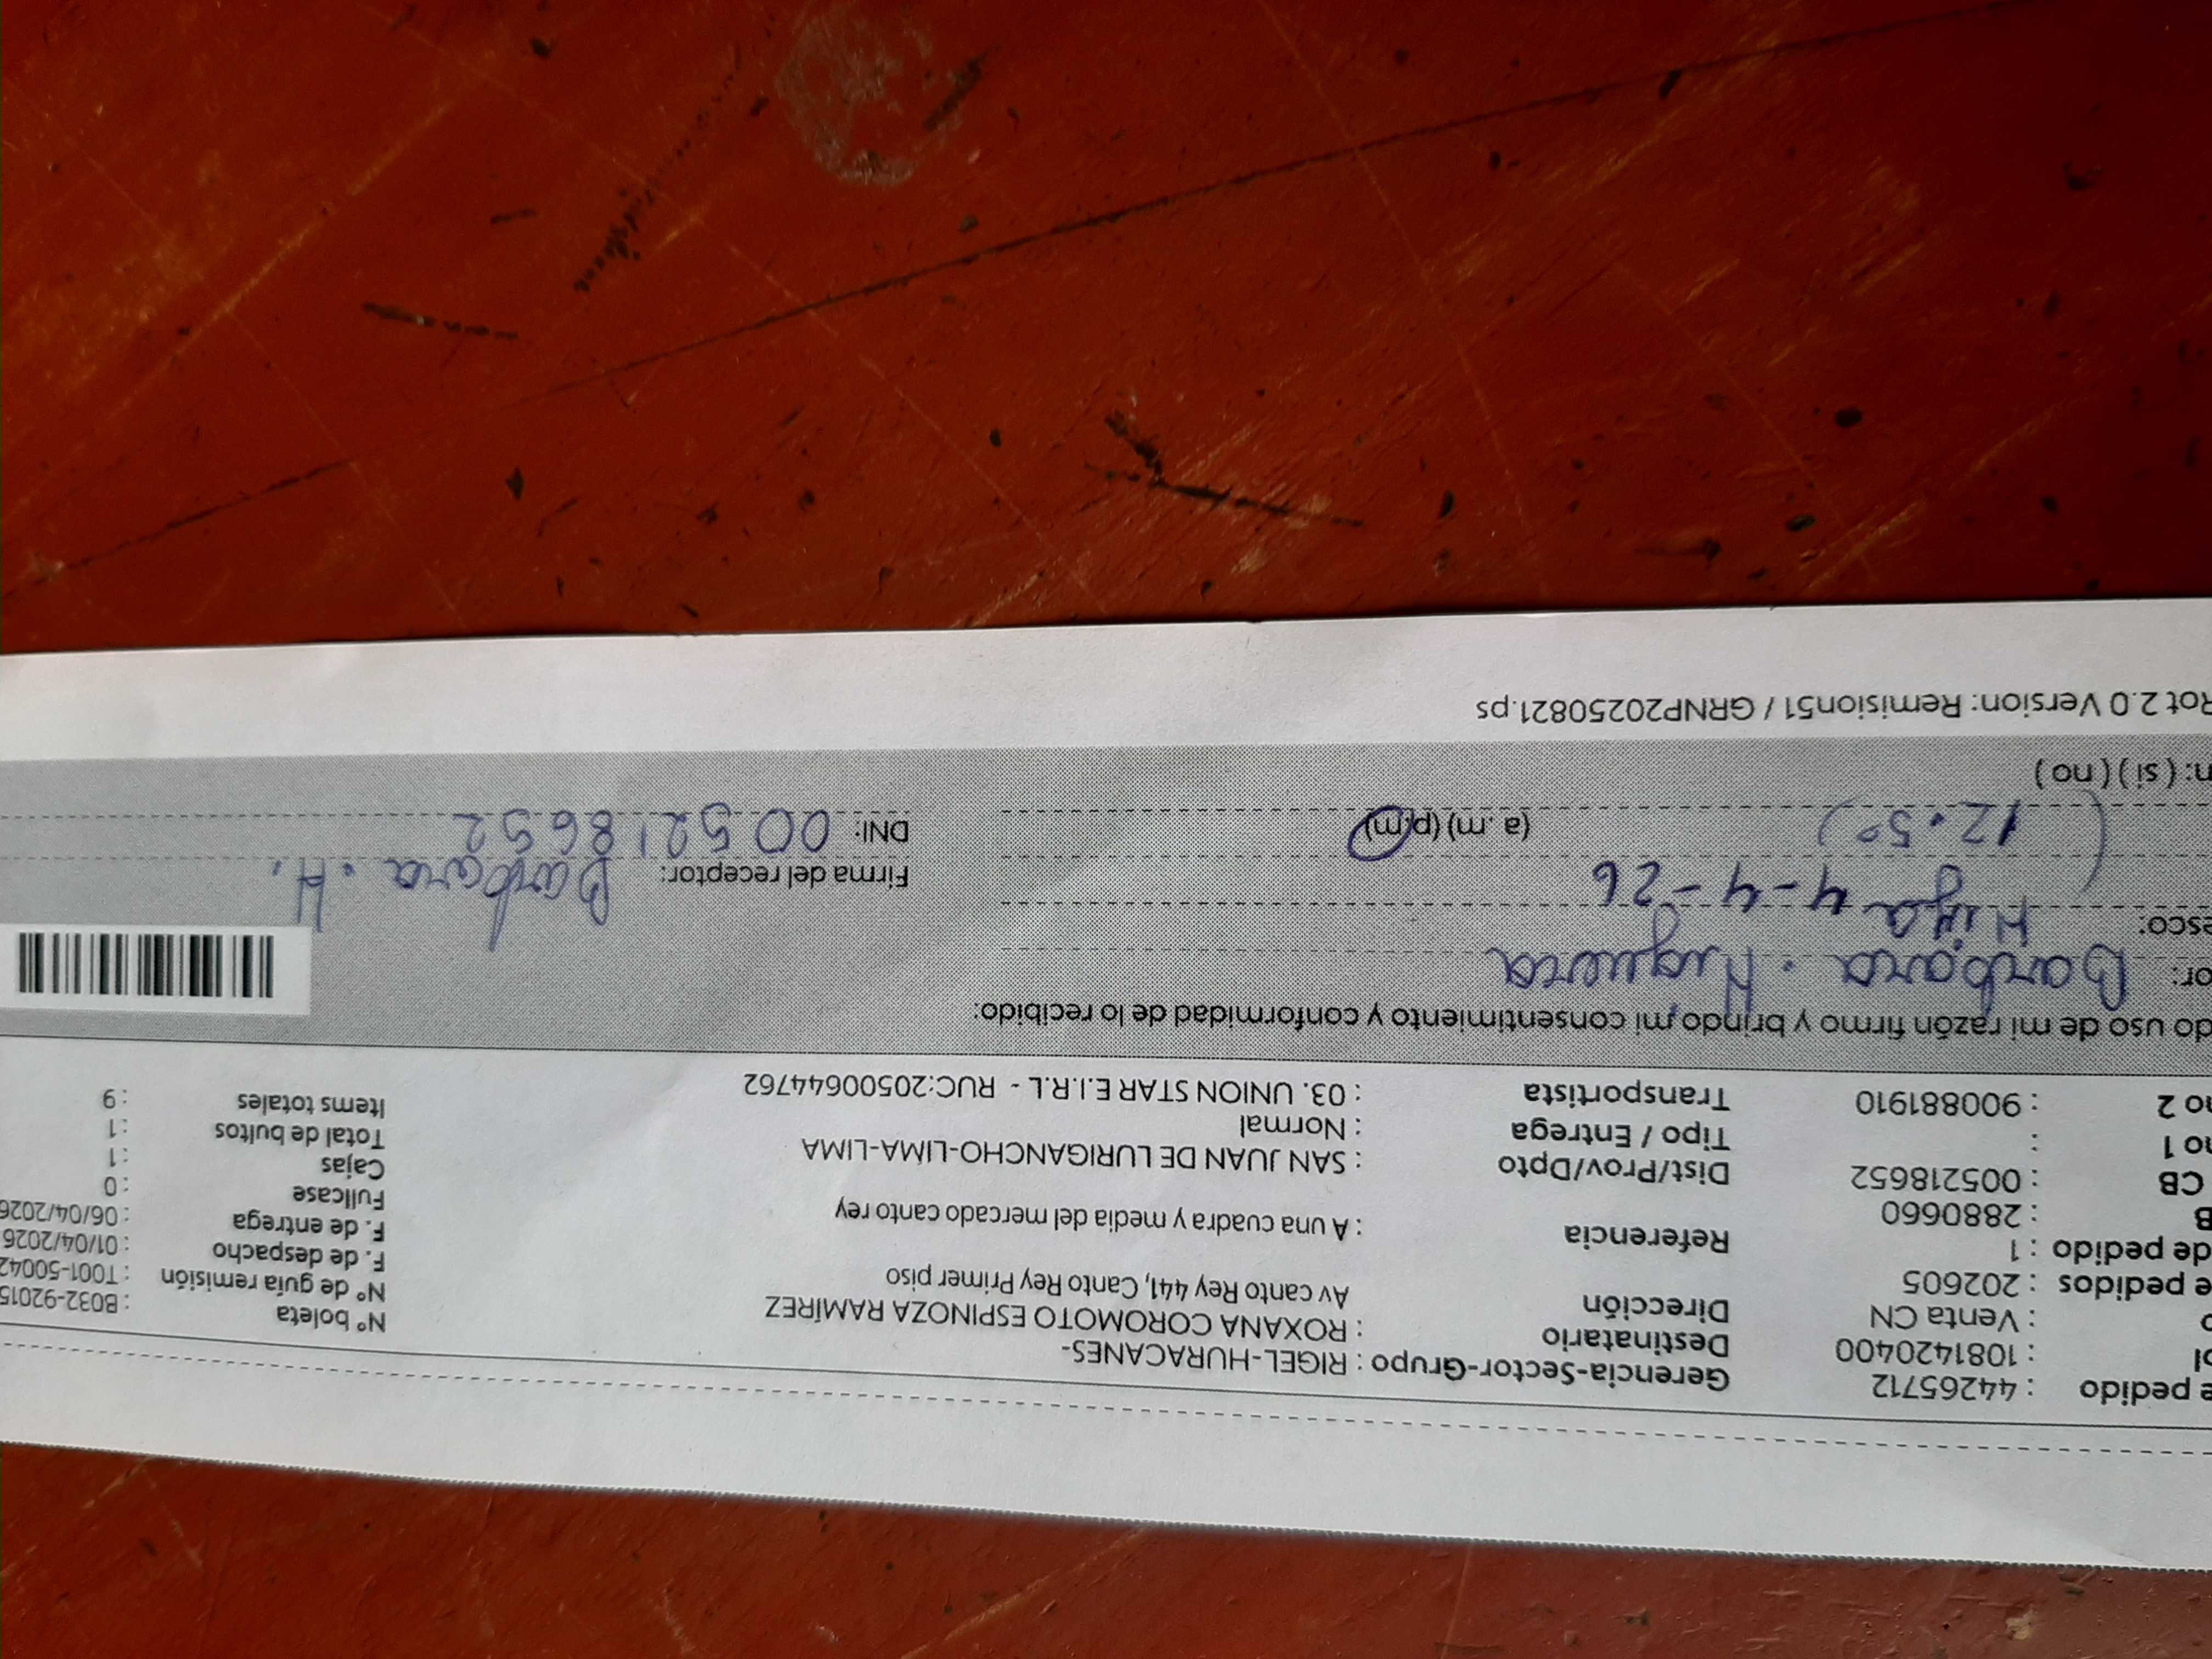 e pedido : 44265712
ol : 1081420400
o : Venta CN
e pedidos : 202605
de pedido : 1
B : 2880660
CB : 005218652
no 1 :
no 2 : 900881910
Gerencia-Sector-Grupo : RIGEL-HURACANES-
Destinatario : ROXANA COROMOTO ESPINOZA RAMÍREZ
Dirección Av canto Rey 441, Canto Rey Primer piso
Referencia : A una cuadra y media del mercado canto rey
Dist/Prov/Dpto : SAN JUAN DE LURIGANCHO-LIMA-LIMA
Tipo / Entrega : Normal
Transportista : 03. UNION STAR E.I.R.L - RUC:20500644762
N° boleta : B032-92015
N° de guía remisión : T001-50042
F. de despacho : 01/04/2026
F. de entrega : 06/04/2026
Fullcase : 0
Cajas : 1
Total de bultos : 1
Items totales : 9
do uso de mi razón firmo y brindo mi consentimiento y conformidad de lo recibido:
or: Barbara . Higuera
esco: Hija 4-4-26
(12.50) (a.m) (p.m)
n: ( si ) ( no )
Firma del receptor: Barbara . H.
DNI: 005218652
Rot 2.0 Version: Remision51 / GRNP20250821.ps